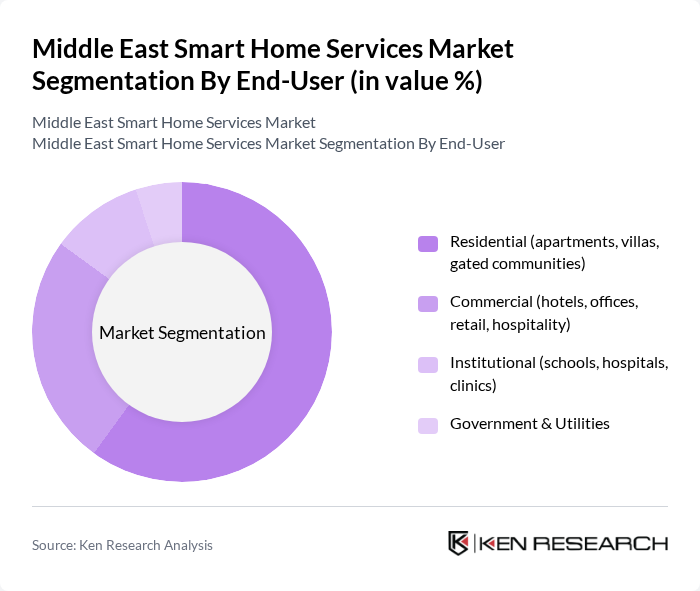 Middle East Smart Home Services Market
Segmentation By End-User (in value %)
Middle East Smart Home Services Market
Middle East Smart Home Services Market Segmentation By End-User
Market Segmentation
Residential (apartments, villas,
gated communities)
Commercial (hotels, offices,
retail, hospitality)
Institutional (schools, hospitals,
clinics)
Government & Utilities
Source: Ken Research Analysis
KEN RESEARCH